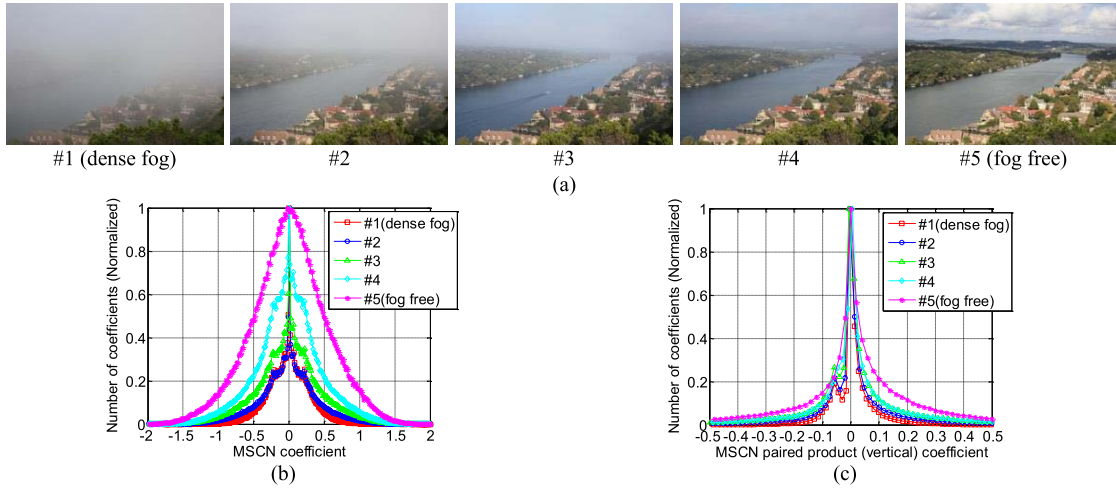 #1 (dense fog)
#2
#3
#4
#5 (fog free)
(a)
Number of coefficients (Normalized)
1
0.8
0.6
0.4
0.2
0
-2 -1.5 -1 -0.5 0 0.5 1 1.5 2
MSCN coefficient
#1(dense fog)
#2
#3
#4
#5(fog free)
(b)
Number of coefficients (Normalized)
1
0.8
0.6
0.4
0.2
0
-0.5 -0.4 -0.3 -0.2 -0.1 0 0.1 0.2 0.3 0.4 0.5
MSCN paired product (vertical) coefficient
#1(dense fog)
#2
#3
#4
#5(fog free)
(c)